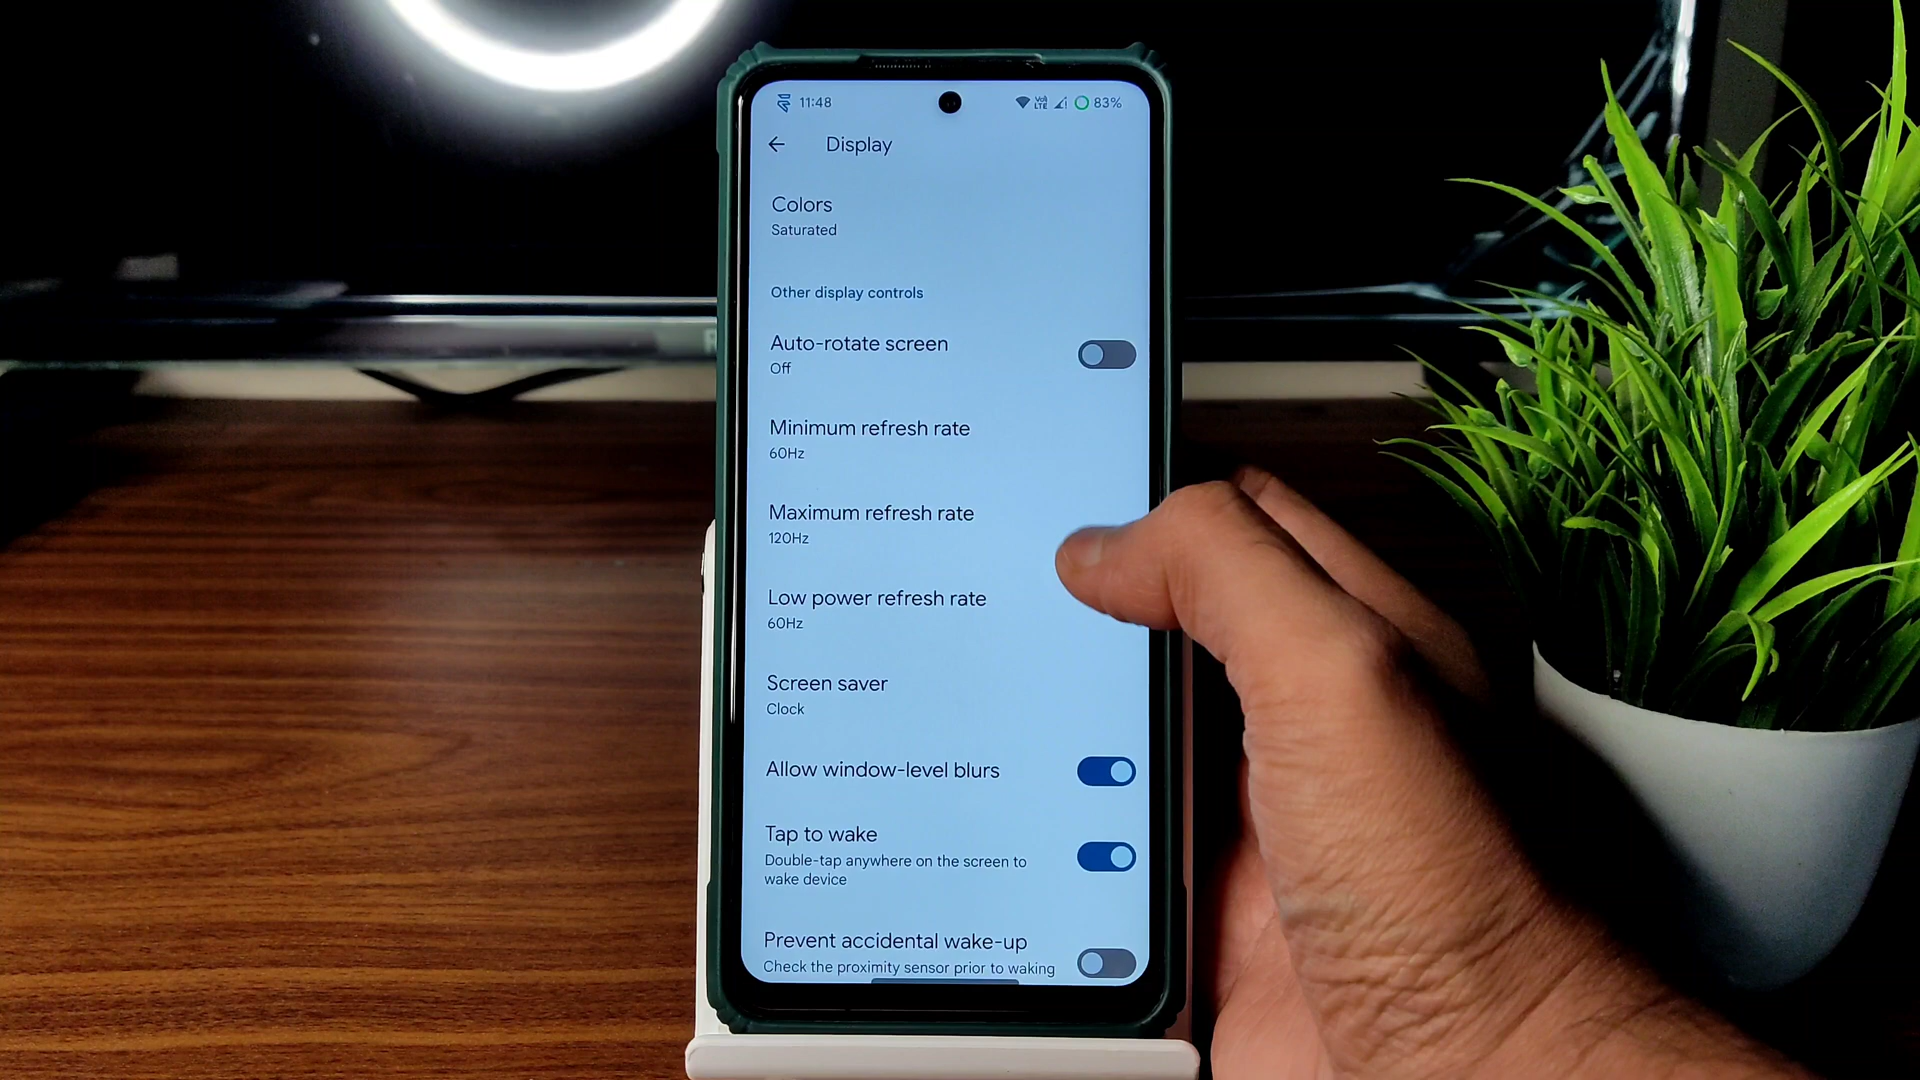 11:48
Vo))
LTE
83%
Display
Colors
Saturated
Other display controls
Auto-rotate screen
Off
Minimum refresh rate
60Hz
Maximum refresh rate
120Hz
Low power refresh rate
60Hz
Screen saver
Clock
Allow window-level blurs
Tap to wake
Double-tap anywhere on the screen to
wake device
Prevent accidental wake-up
Check the proximity sensor prior to waking